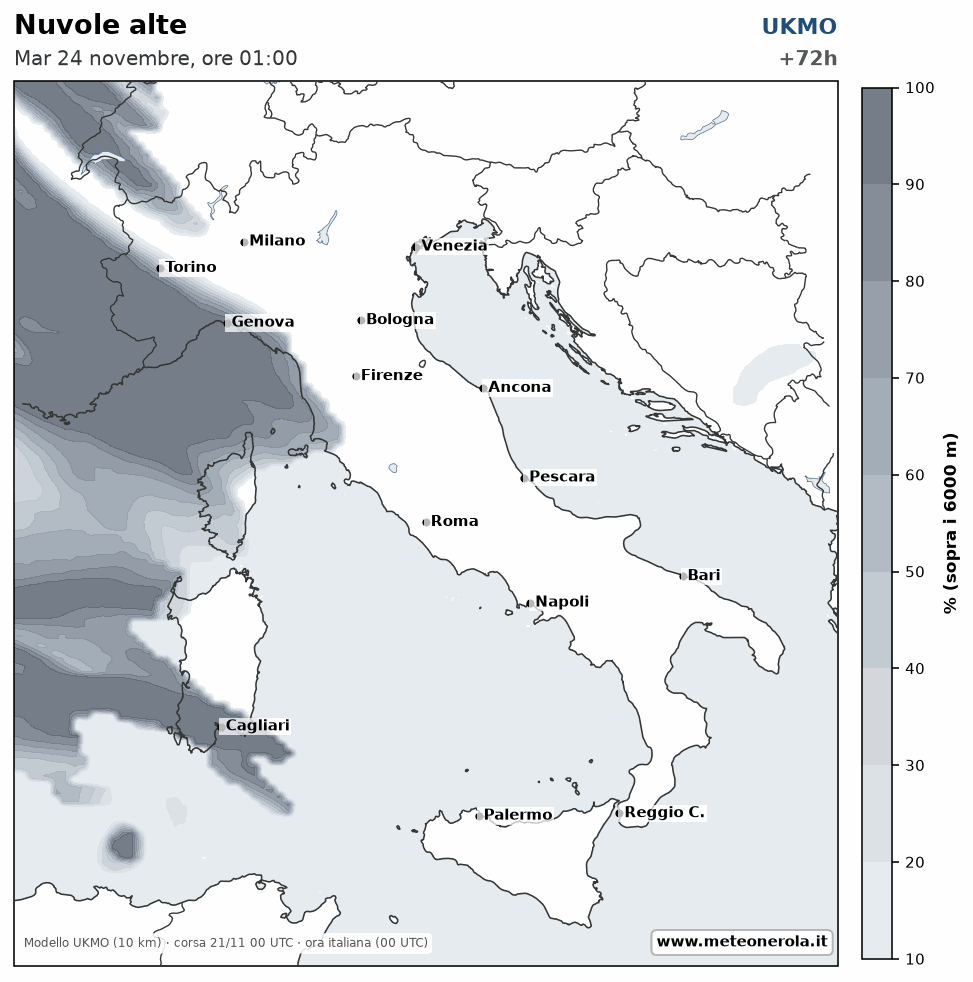 Nuvole alte
UKMO
Mar 24 novembre, ore 01:00
+72h
100
90
80
70
60
50
40
30
20
10
% (sopra i 6000 m)
Milano
Venezia
Torino
Genova
Bologna
Firenze
Ancona
Pescara
Roma
Bari
Napoli
Cagliari
Palermo
Reggio C.
Modello UKMO (10 km) · corsa 21/11 00 UTC · ora italiana (00 UTC)
www.meteonerola.it